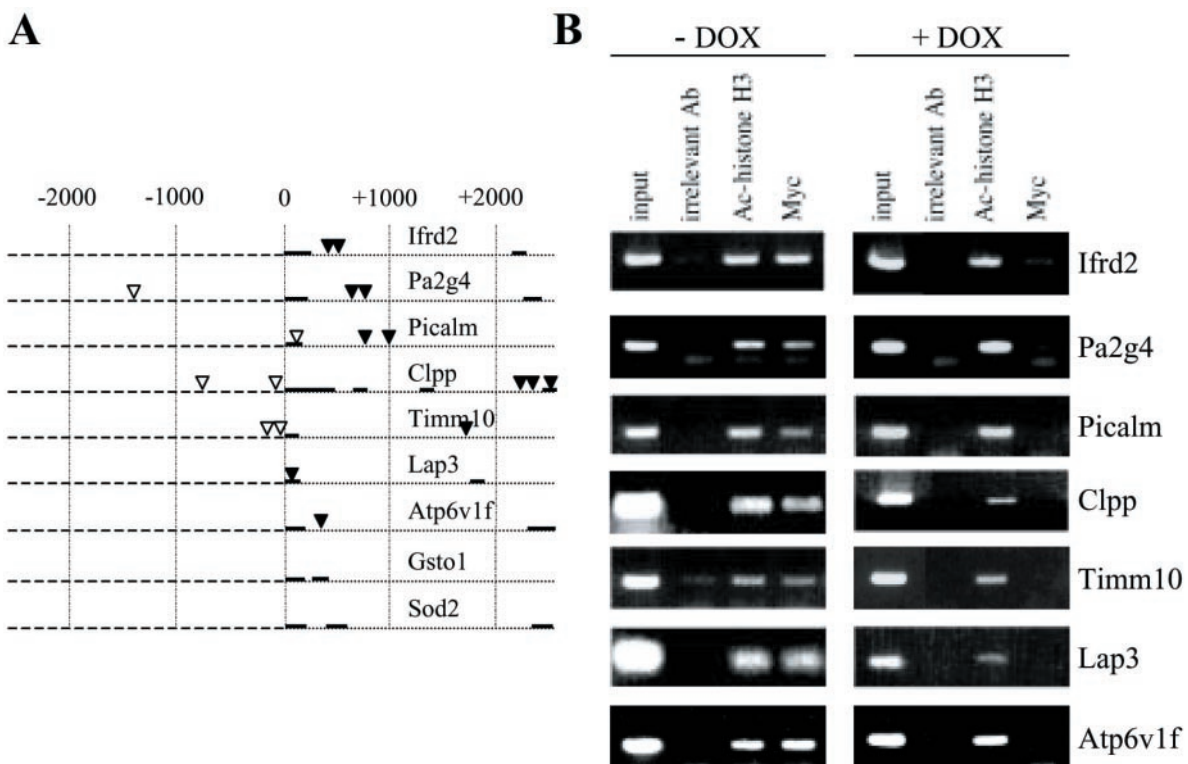 A
-2000 -1000 0 +1000 +2000
Ifrd2
Pa2g4
Picalm
Clpp
Timm10
Lap3
Atp6v1f
Gsto1
Sod2
B
- DOX + DOX
input irrelevant Ab Ac-histone H3 Myc input irrelevant Ab Ac-histone H3 Myc
Ifrd2
Pa2g4
Picalm
Clpp
Timm10
Lap3
Atp6v1f